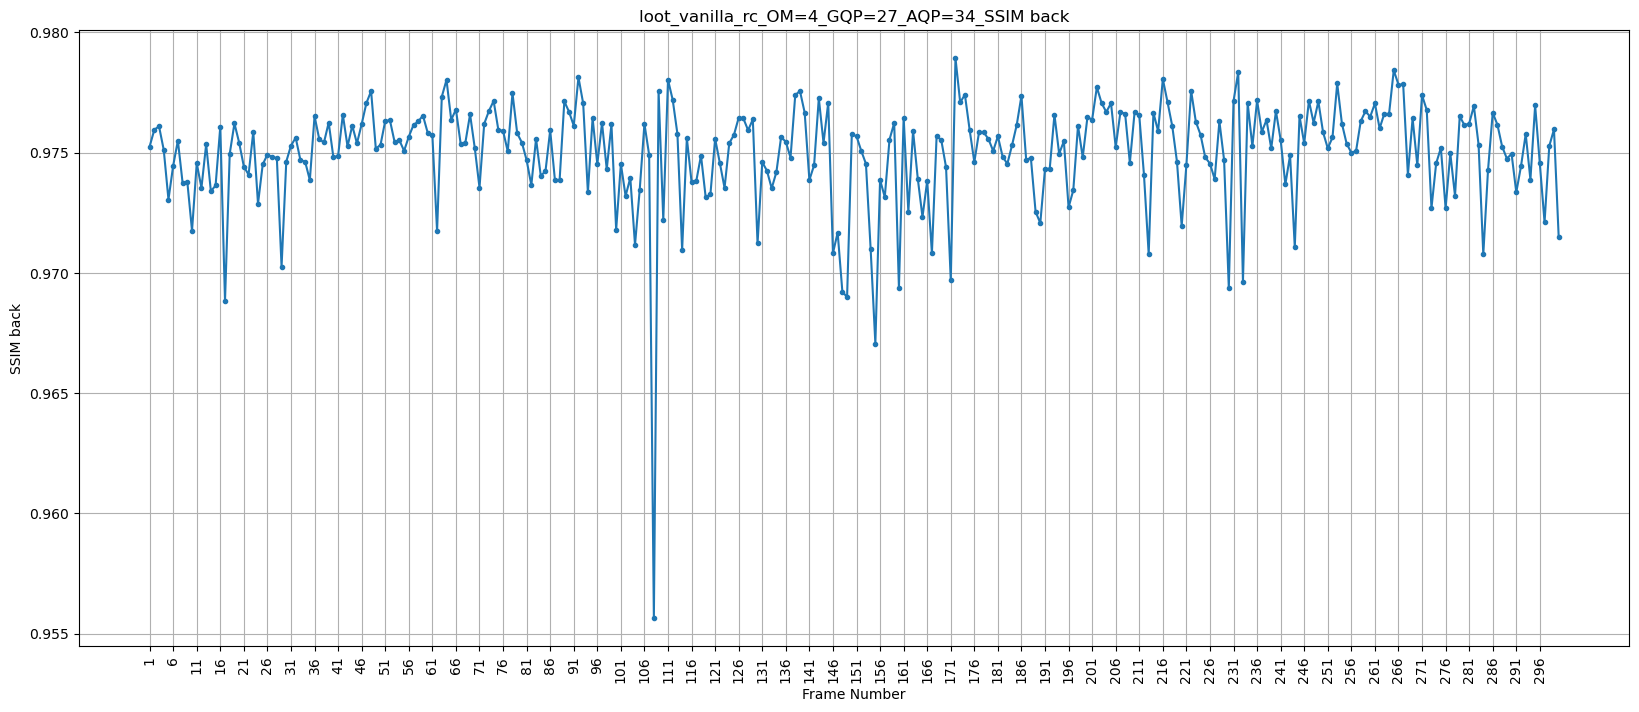 loot_vanilla_rc_OM=4_GQP=27_AQP=34_SSIM back
0.980
0.975
0.970
0.965
0.960
0.955
SSIM back
1 6 11 16 21 26 31 36 41 46 51 56 61 66 71 76 81 86 91 96 101 106 111 116 121 126 131 136 141 146 151 156 161 166 171 176 181 186 191 196 201 206 211 216 221 226 231 236 241 246 251 256 261 266 271 276 281 286 291 296
Frame Number